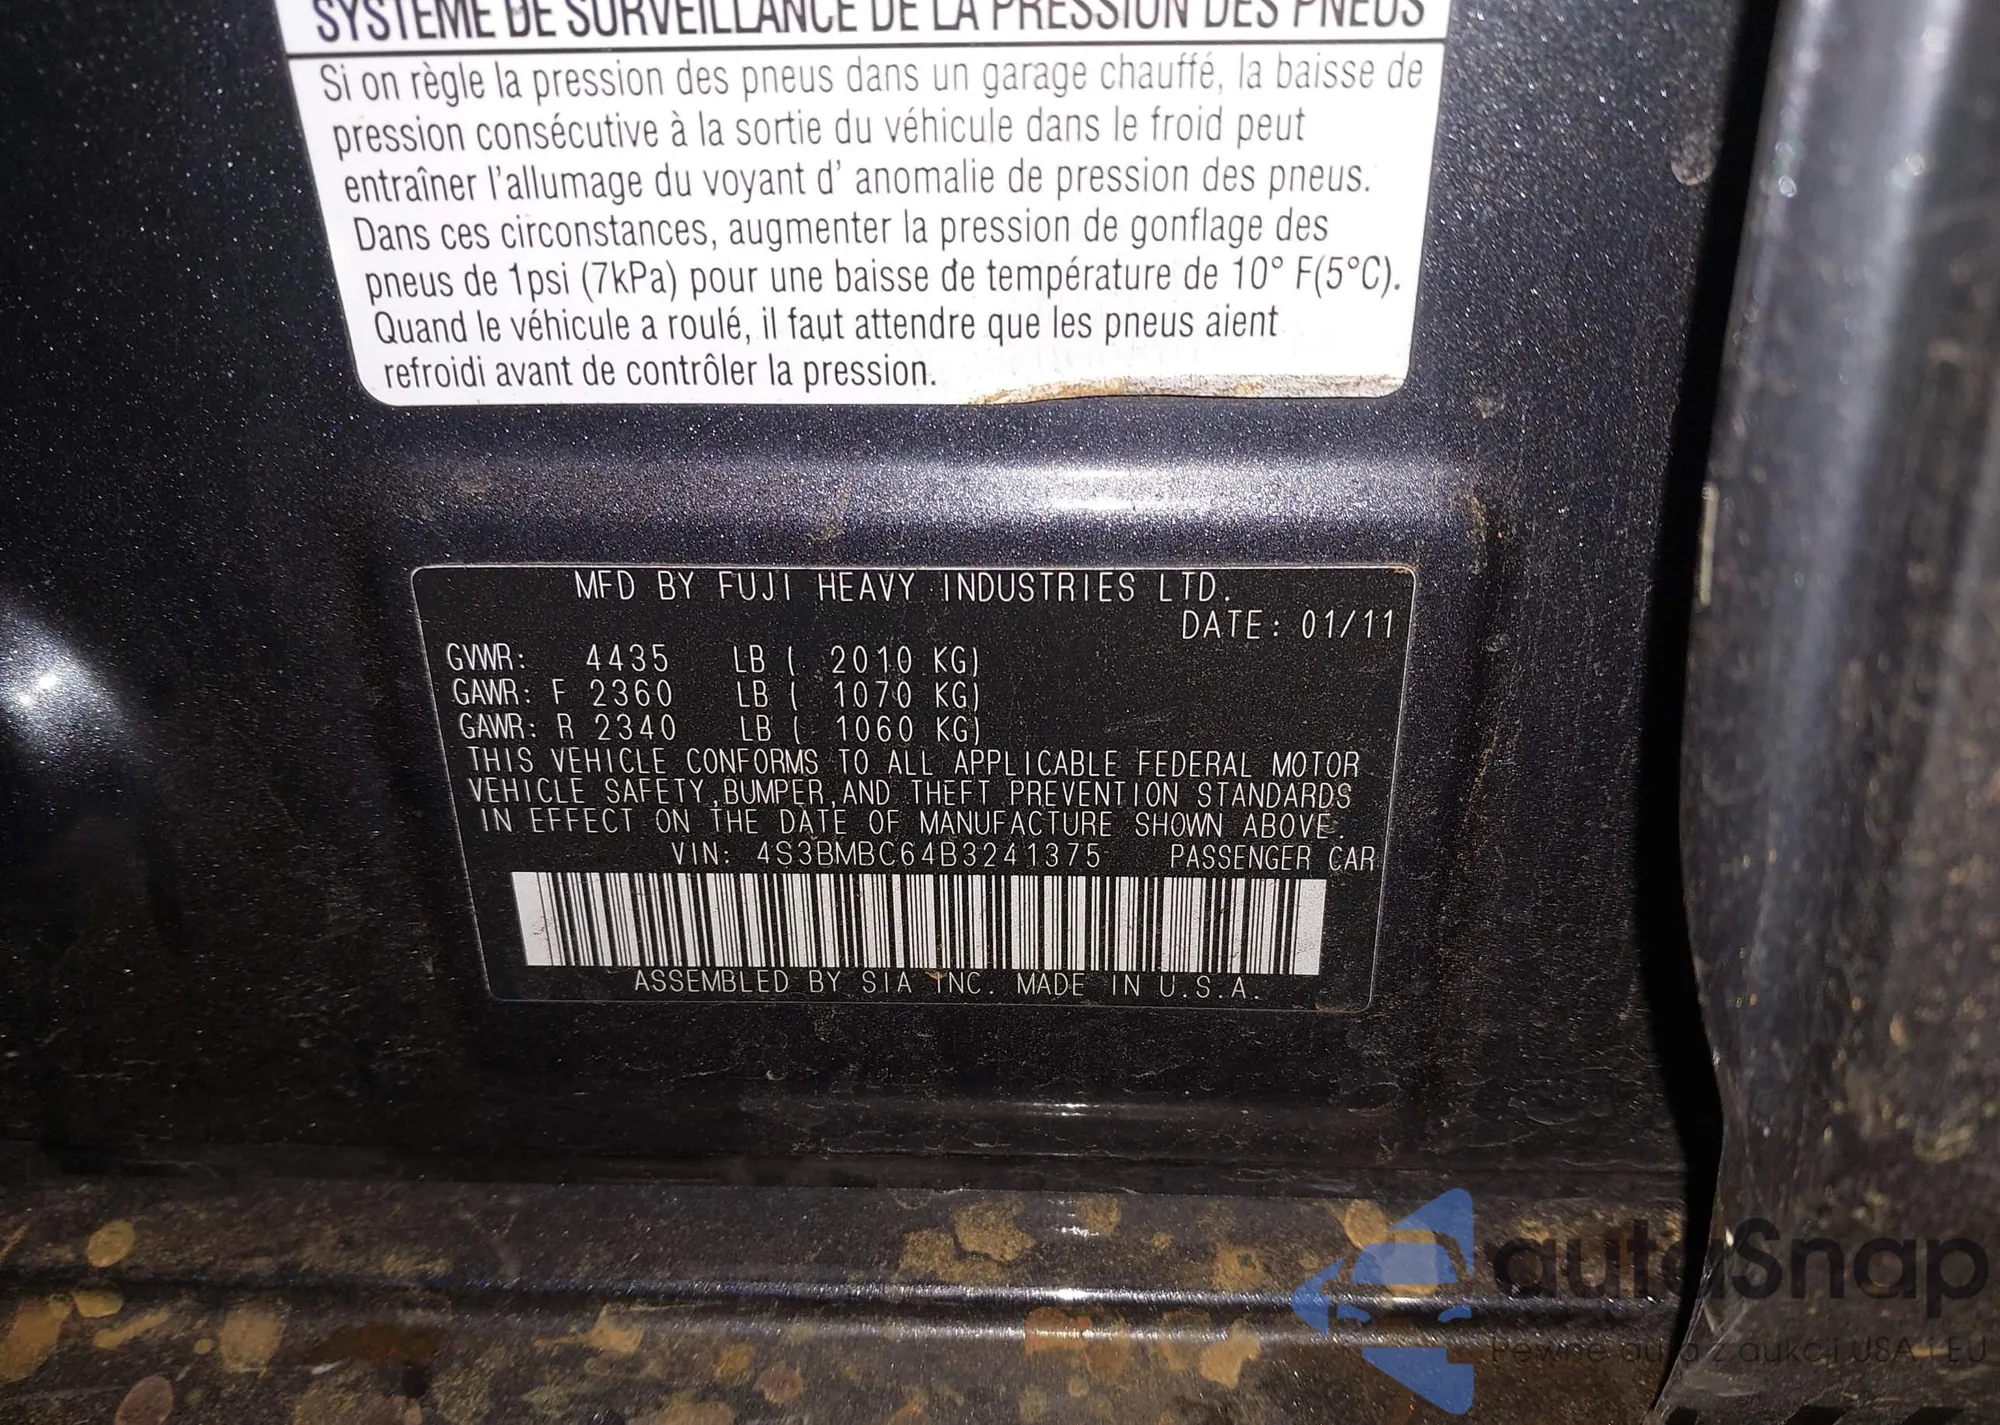 SYSTÈME DE SURVEILLANCE DE LA PRESSION DES PNEUS
Si on règle la pression des pneus dans un garage chauffé, la baisse de
pression consécutive à la sortie du véhicule dans le froid peut
entraîner l'allumage du voyant d' anomalie de pression des pneus.
Dans ces circonstances, augmenter la pression de gonflage des
pneus de 1psi (7kPa) pour une baisse de température de 10° F(5°C).
Quand le véhicule a roulé, il faut attendre que les pneus aient
refroidi avant de contrôler la pression.
MFD BY FUJI HEAVY INDUSTRIES LTD.
DATE: 01/11
GVWR: 4435 LB ( 2010 KG)
GAWR: F 2360 LB ( 1070 KG)
GAWR: R 2340 LB ( 1060 KG)
THIS VEHICLE CONFORMS TO ALL APPLICABLE FEDERAL MOTOR
VEHICLE SAFETY,BUMPER,AND THEFT PREVENTION STANDARDS
IN EFFECT ON THE DATE OF MANUFACTURE SHOWN ABOVE.
VIN: 4S3BMBC64B3241375 PASSENGER CAR
ASSEMBLED BY SIA INC. MADE IN U.S.A.
autoSnap
Pewne auta z aukcji USA i EU